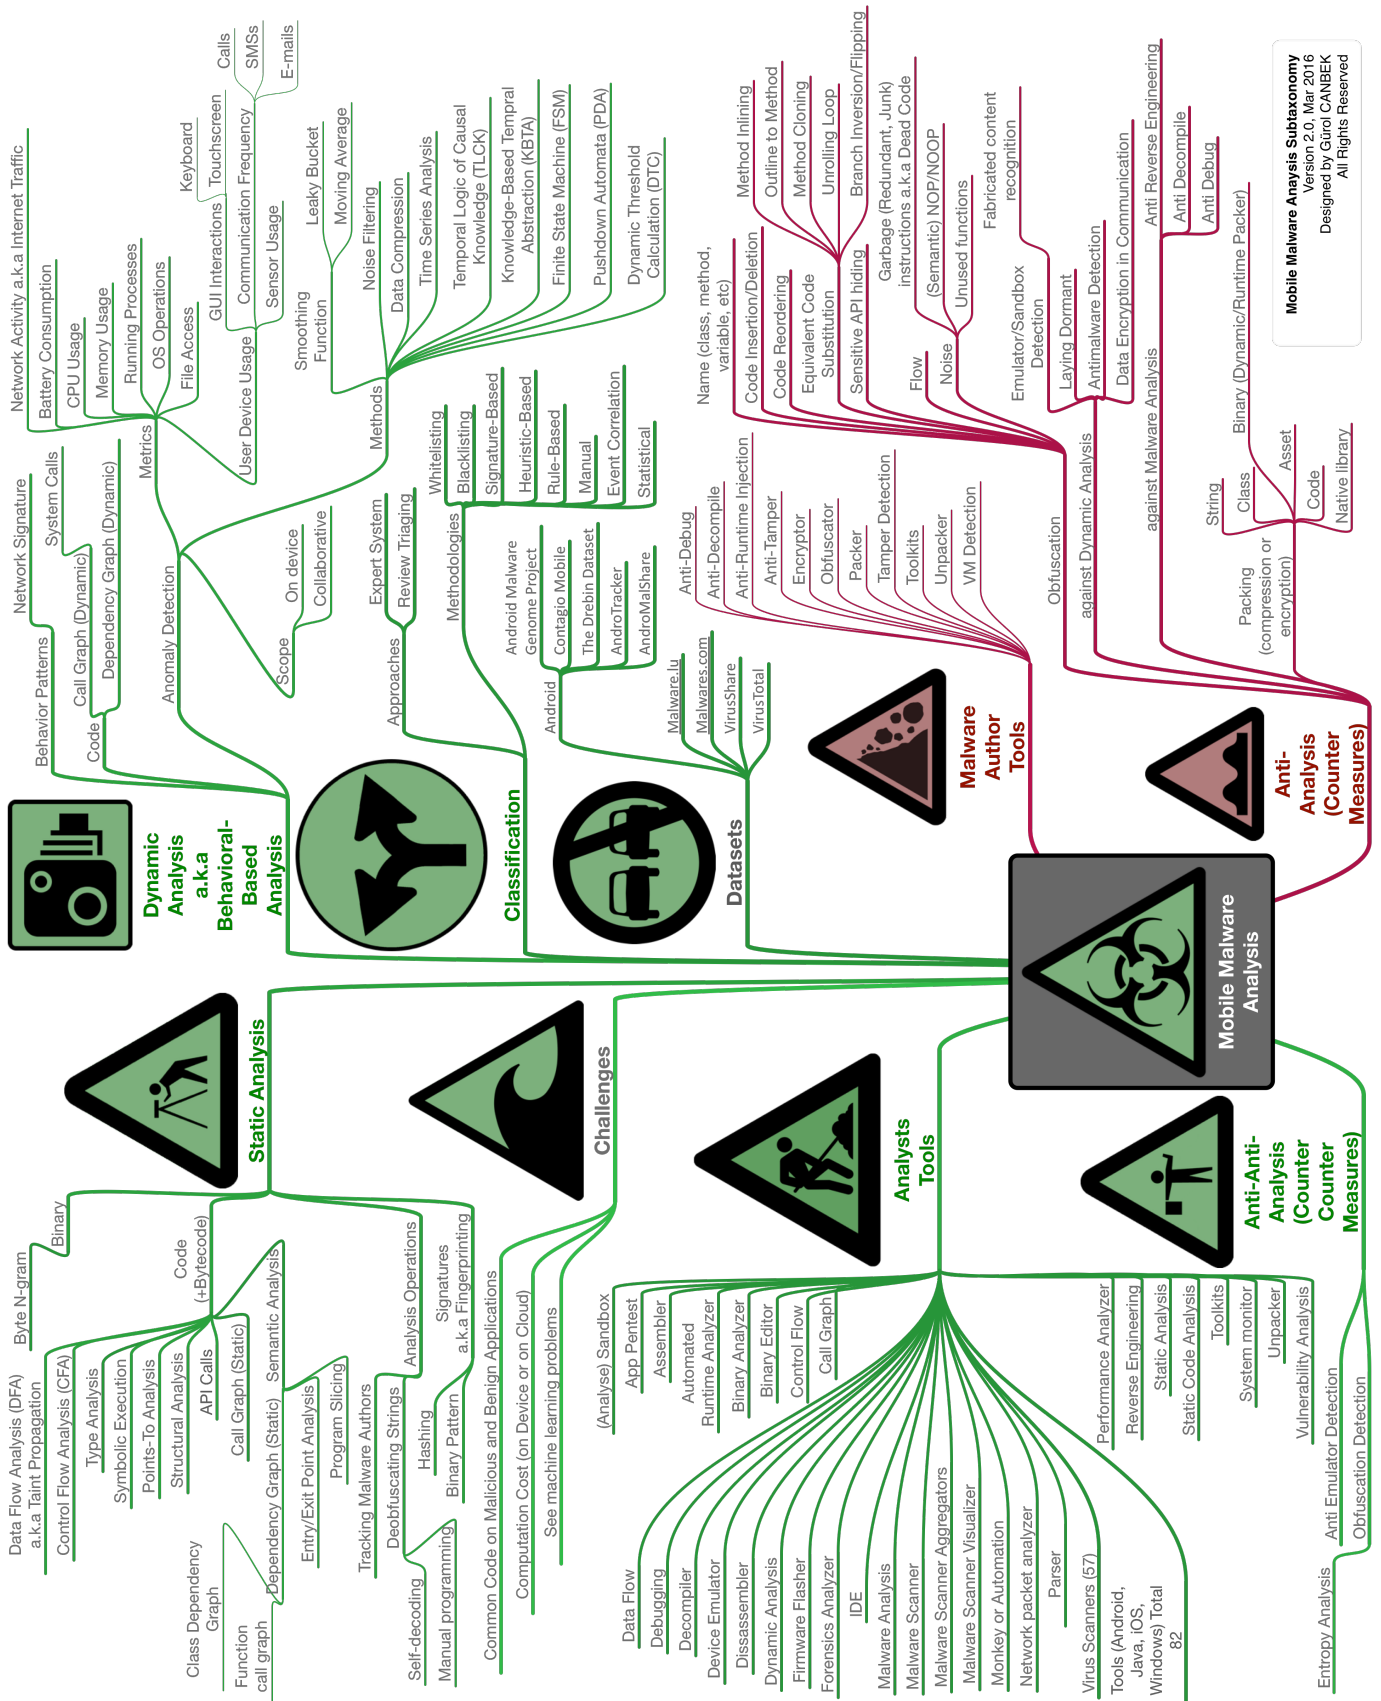 Mobile Malware Anaysis Subtaxonomy
Version 2.0, Mar 2016
Designed by Gürol CANBEK
All Rights Reserved
Mobile Malware
Analysis
Dynamic
Analysis
a.k.a
Behavioral-
Based
Analysis
Behavior Patterns
Network Signature
Code
Call Graph (Dynamic)
System Calls
Dependency Graph (Dynamic)
Anomaly Detection
Metrics
Network Activity a.k.a Internet Traffic
Battery Consumption
CPU Usage
Memory Usage
Running Processes
OS Operations
File Access
User Device Usage
GUI Interactions
Keyboard
Touchscreen
Communication Frequency
Calls
SMSs
E-mails
Sensor Usage
Methods
Smoothing
Function
Leaky Bucket
Moving Average
Noise Filtering
Data Compression
Time Series Analysis
Temporal Logic of Causal
Knowledge (TLCK)
Knowledge-Based Tempral
Abstraction (KBTA)
Finite State Machine (FSM)
Pushdown Automata (PDA)
Dynamic Threshold
Calculation (DTC)
Scope
On device
Collaborative
Classification
Approaches
Expert System
Review Triaging
Methodologies
Whitelisting
Blacklisting
Signature-Based
Heuristic-Based
Rule-Based
Manual
Event Correlation
Statistical
Datasets
Android
Android Malware
Genome Project
Contagio Mobile
The Drebin Dataset
AndroTracker
AndroMalShare
Malware.lu
Malwares.com
VirusShare
VirusTotal
Malware
Author
Tools
Anti-Debug
Anti-Decompile
Anti-Runtime Injection
Anti-Tamper
Encryptor
Obfuscator
Packer
Tamper Detection
Toolkits
Unpacker
VM Detection
Anti-
Analysis
(Counter
Measures)
Obfuscation
Name (class, method,
variable, etc)
Code Insertion/Deletion
Code Reordering
Equivalent Code
Substitution
Method Inlining
Outline to Method
Method Cloning
Unrolling Loop
Branch Inversion/Flipping
Sensitive API hiding
Flow
Noise
Garbage (Redundant, Junk)
instructions a.k.a Dead Code
(Semantic) NOP/NOOP
Unused functions
against Dynamic Analysis
Emulator/Sandbox
Detection
Fabricated content
recognition
Laying Dormant
Antimalware Detection
Data Encryption in Communication
against Malware Analysis
Anti Reverse Engineering
Anti Decompile
Anti Debug
Packing
(compression or
encryption)
String
Class
Binary (Dynamic/Runtime Packer)
Asset
Code
Native library
Static Analysis
Binary
Byte N-gram
Code
(+Bytecode)
Data Flow Analysis (DFA)
a.k.a Taint Propagation
Control Flow Analysis (CFA)
Type Analysis
Symbolic Execution
Points-To Analysis
Structural Analysis
API Calls
Call Graph (Static)
Semantic Analysis
Dependency Graph (Static)
Class Dependency
Graph
Function
call graph
Entry/Exit Point Analysis
Program Slicing
Analysis Operations
Tracking Malware Authors
Deobfuscating Strings
Self-decoding
Manual programming
Signatures
a.k.a Fingerprinting
Hashing
Binary Pattern
Challenges
Common Code on Malicious and Benign Applications
Computation Cost (on Device or on Cloud)
See machine learning problems
Analysts
Tools
(Analyse) Sandbox
App Pentest
Assembler
Automated
Runtime Analyzer
Binary Analyzer
Binary Editor
Control Flow
Call Graph
Data Flow
Debugging
Decompiler
Device Emulator
Dissassembler
Dynamic Analysis
Firmware Flasher
Forensics Analyzer
IDE
Malware Analysis
Malware Scanner
Malware Scanner Aggregators
Malware Scanner Visualizer
Monkey or Automation
Network packet analyzer
Parser
Virus Scanners (57)
Tools (Android,
Java, iOS,
Windows) Total
82
Performance Analyzer
Reverse Engineering
Static Analysis
Static Code Analysis
Toolkits
System monitor
Unpacker
Vulnerability Analysis
Anti-Anti-
Analysis
(Counter
Counter
Measures)
Anti Emulator Detection
Obfuscation Detection
Entropy Analysis